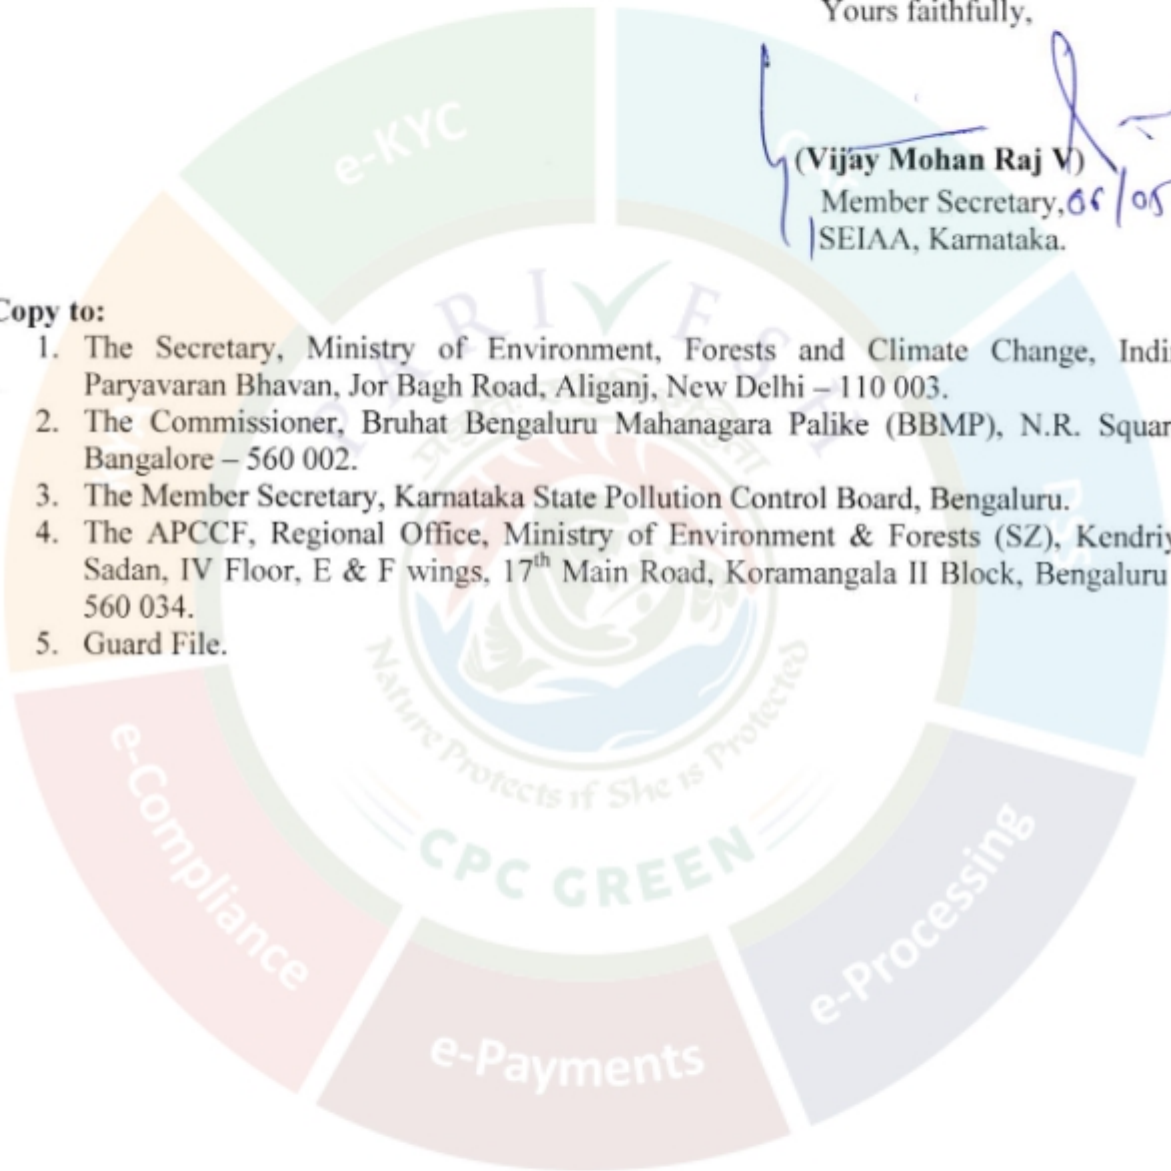 Yours faithfully,
(Vijay Mohan Raj V)
Member Secretary, 06/05
SEIAA, Karnataka.
Copy to:
1. The Secretary, Ministry of Environment, Forests and Climate Change, Indi
Paryavaran Bhavan, Jor Bagh Road, Aliganj, New Delhi – 110 003.
2. The Commissioner, Bruhat Bengaluru Mahanagara Palike (BBMP), N.R. Squar
Bangalore – 560 002.
3. The Member Secretary, Karnataka State Pollution Control Board, Bengaluru.
4. The APCCF, Regional Office, Ministry of Environment & Forests (SZ), Kendriy
Sadan, IV Floor, E & F wings, 17th Main Road, Koramangala II Block, Bengaluru
560 034.
5. Guard File.
e-KYC
PARIVESH
DSS
Nature Protects if She is Protected
CPC GREEN
e-Compliance
e-Payments
e-Processing